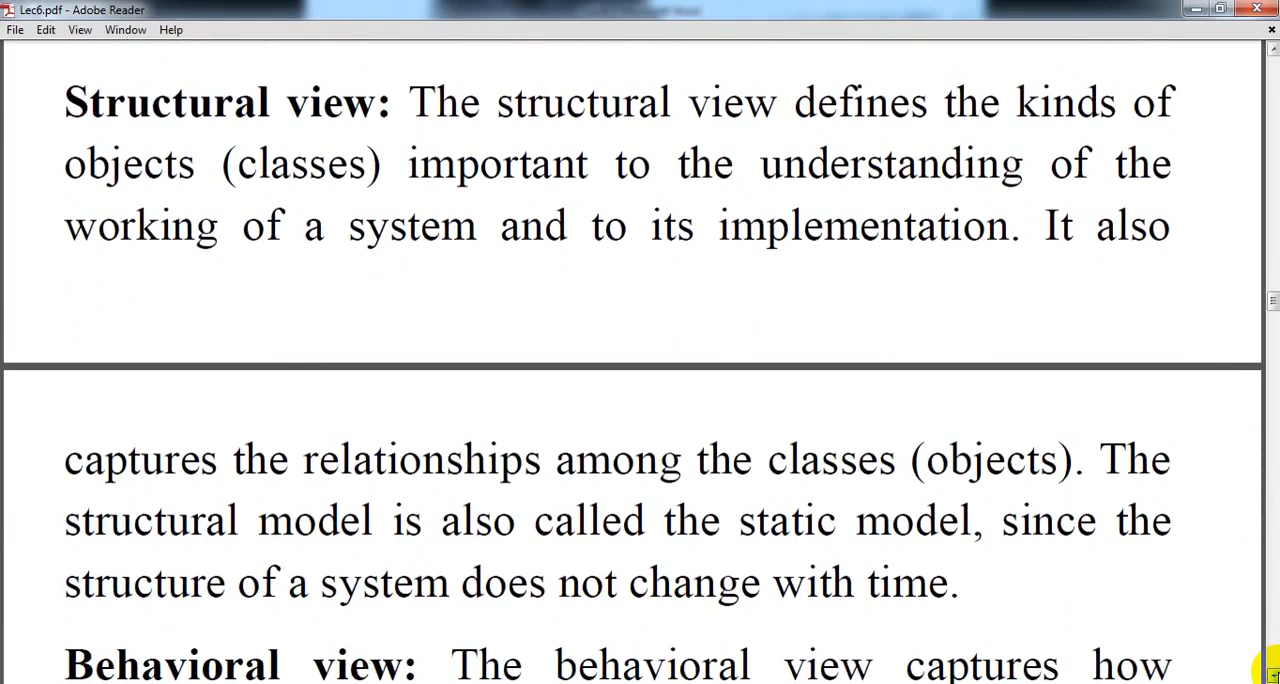 Lec6.pdf - Adobe Reader
File Edit View Window Help
Structural view: The structural view defines the kinds of
objects (classes) important to the understanding of the
working of a system and to its implementation. It also
captures the relationships among the classes (objects). The
structural model is also called the static model, since the
structure of a system does not change with time.
Behavioral view: The behavioral view captures how